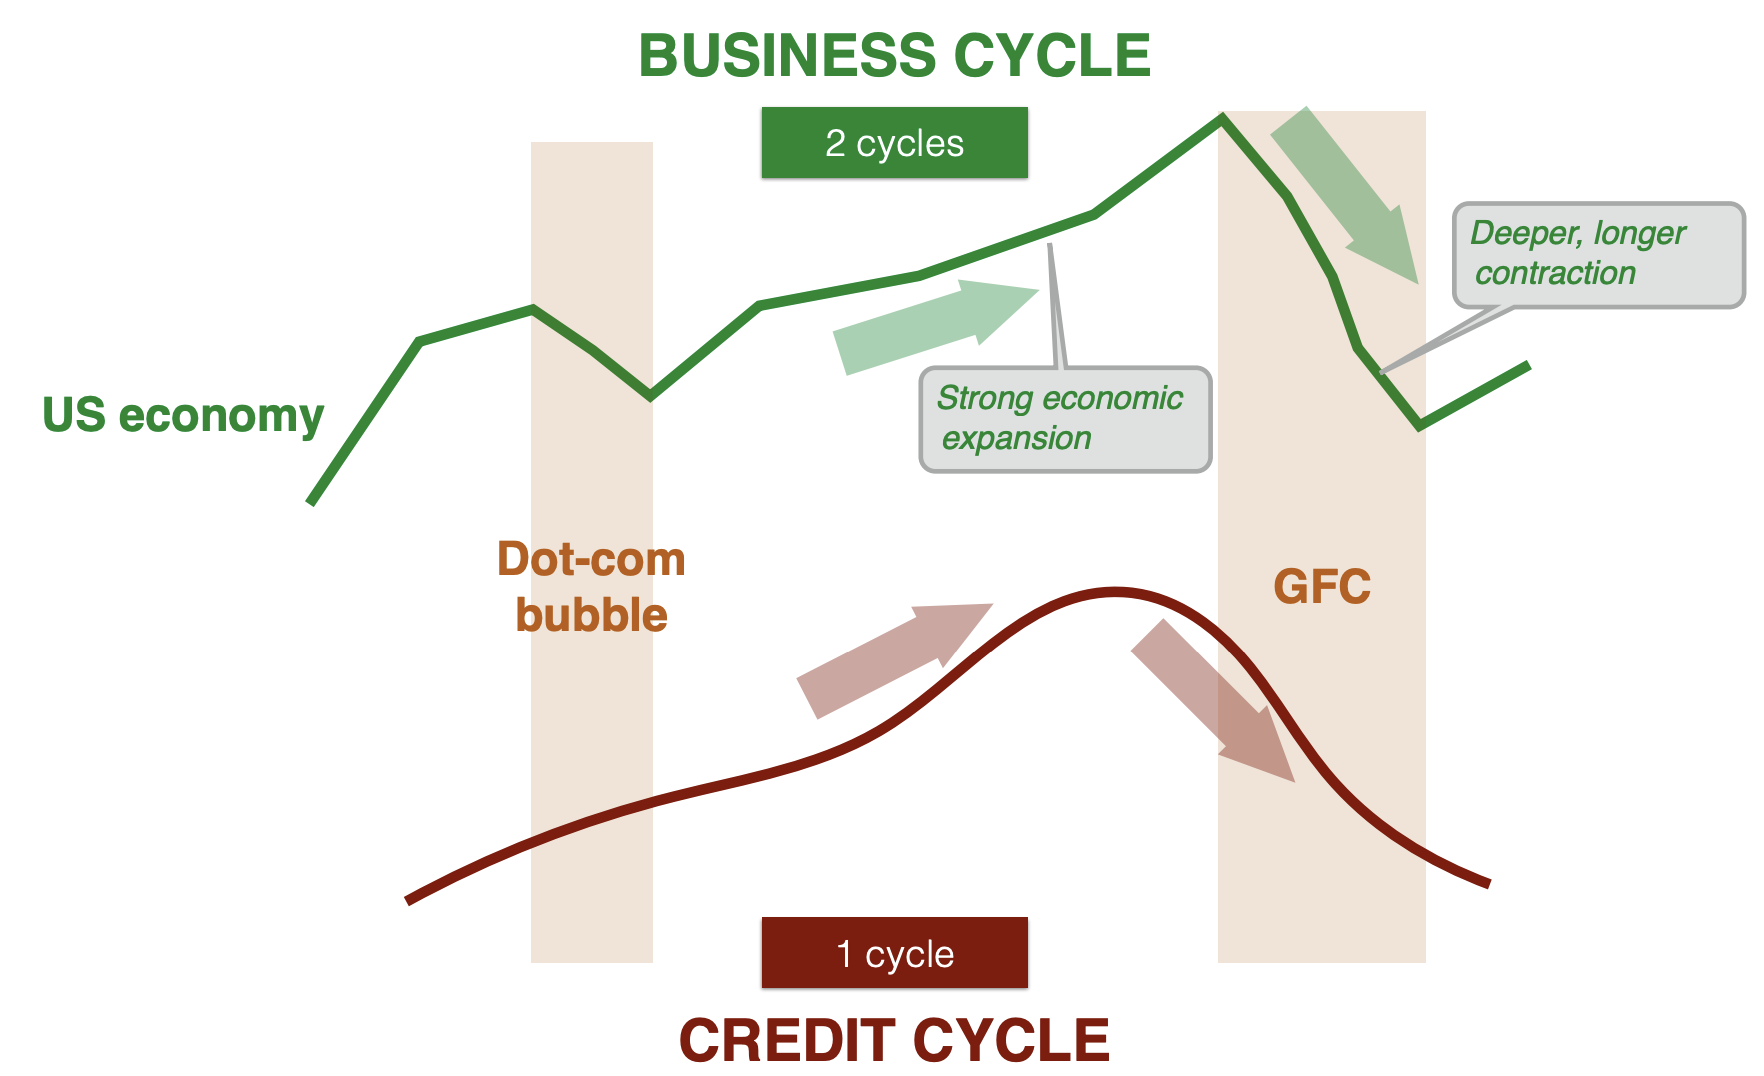 BUSINESS CYCLE
2 cycles
Deeper, longer
contraction
Strong economic
expansion
US economy
Dot-com
bubble
GFC
1 cycle
CREDIT CYCLE